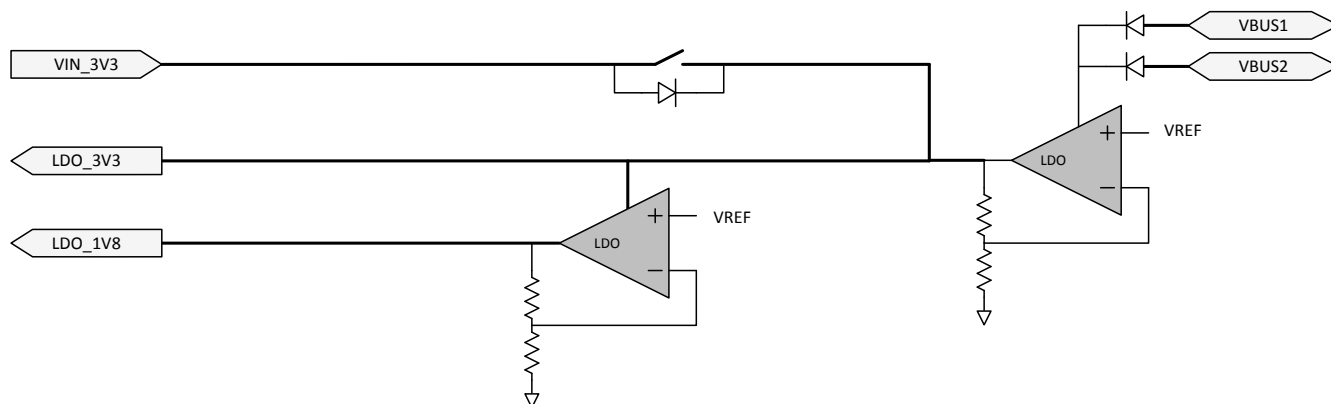 VBUS1
VIN_3V3
VBUS2
+
VREF
LDO
LDO_3V3
−
+
VREF
LDO_1V8
LDO
−